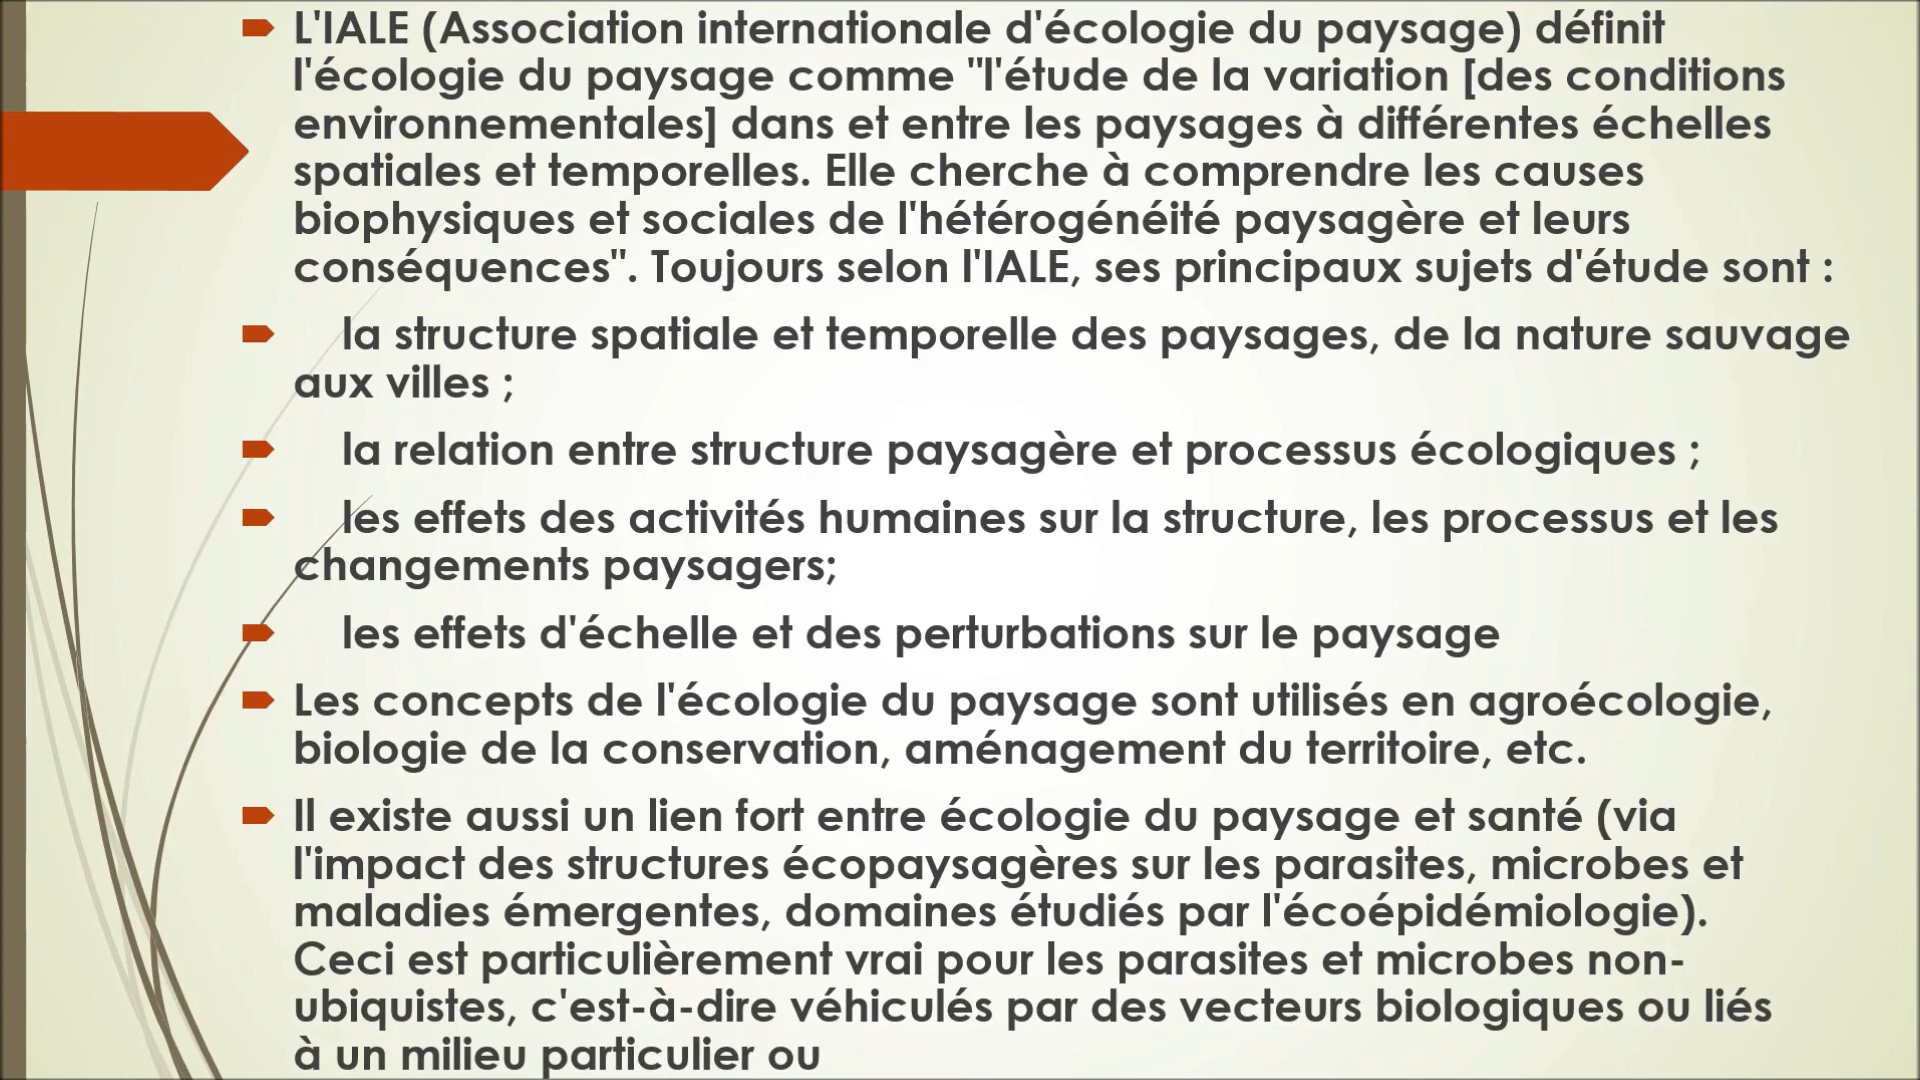 L'IALE (Association internationale d'écologie du paysage) définit
l'écologie du paysage comme "l'étude de la variation [des conditions
environnementales] dans et entre les paysages à différentes échelles
spatiales et temporelles. Elle cherche à comprendre les causes
biophysiques et sociales de l'hétérogénéité paysagère et leurs
conséquences". Toujours selon l'IALE, ses principaux sujets d'étude sont :
la structure spatiale et temporelle des paysages, de la nature sauvage
aux villes ;
la relation entre structure paysagère et processus écologiques ;
les effets des activités humaines sur la structure, les processus et les
changements paysagers;
les effets d'échelle et des perturbations sur le paysage
Les concepts de l'écologie du paysage sont utilisés en agroécologie,
biologie de la conservation, aménagement du territoire, etc.
Il existe aussi un lien fort entre écologie du paysage et santé (via
l'impact des structures écopaysagères sur les parasites, microbes et
maladies émergentes, domaines étudiés par l'écoépidémiologie).
Ceci est particulièrement vrai pour les parasites et microbes non-
ubiquistes, c'est-à-dire véhiculés par des vecteurs biologiques ou liés
à un milieu particulier ou